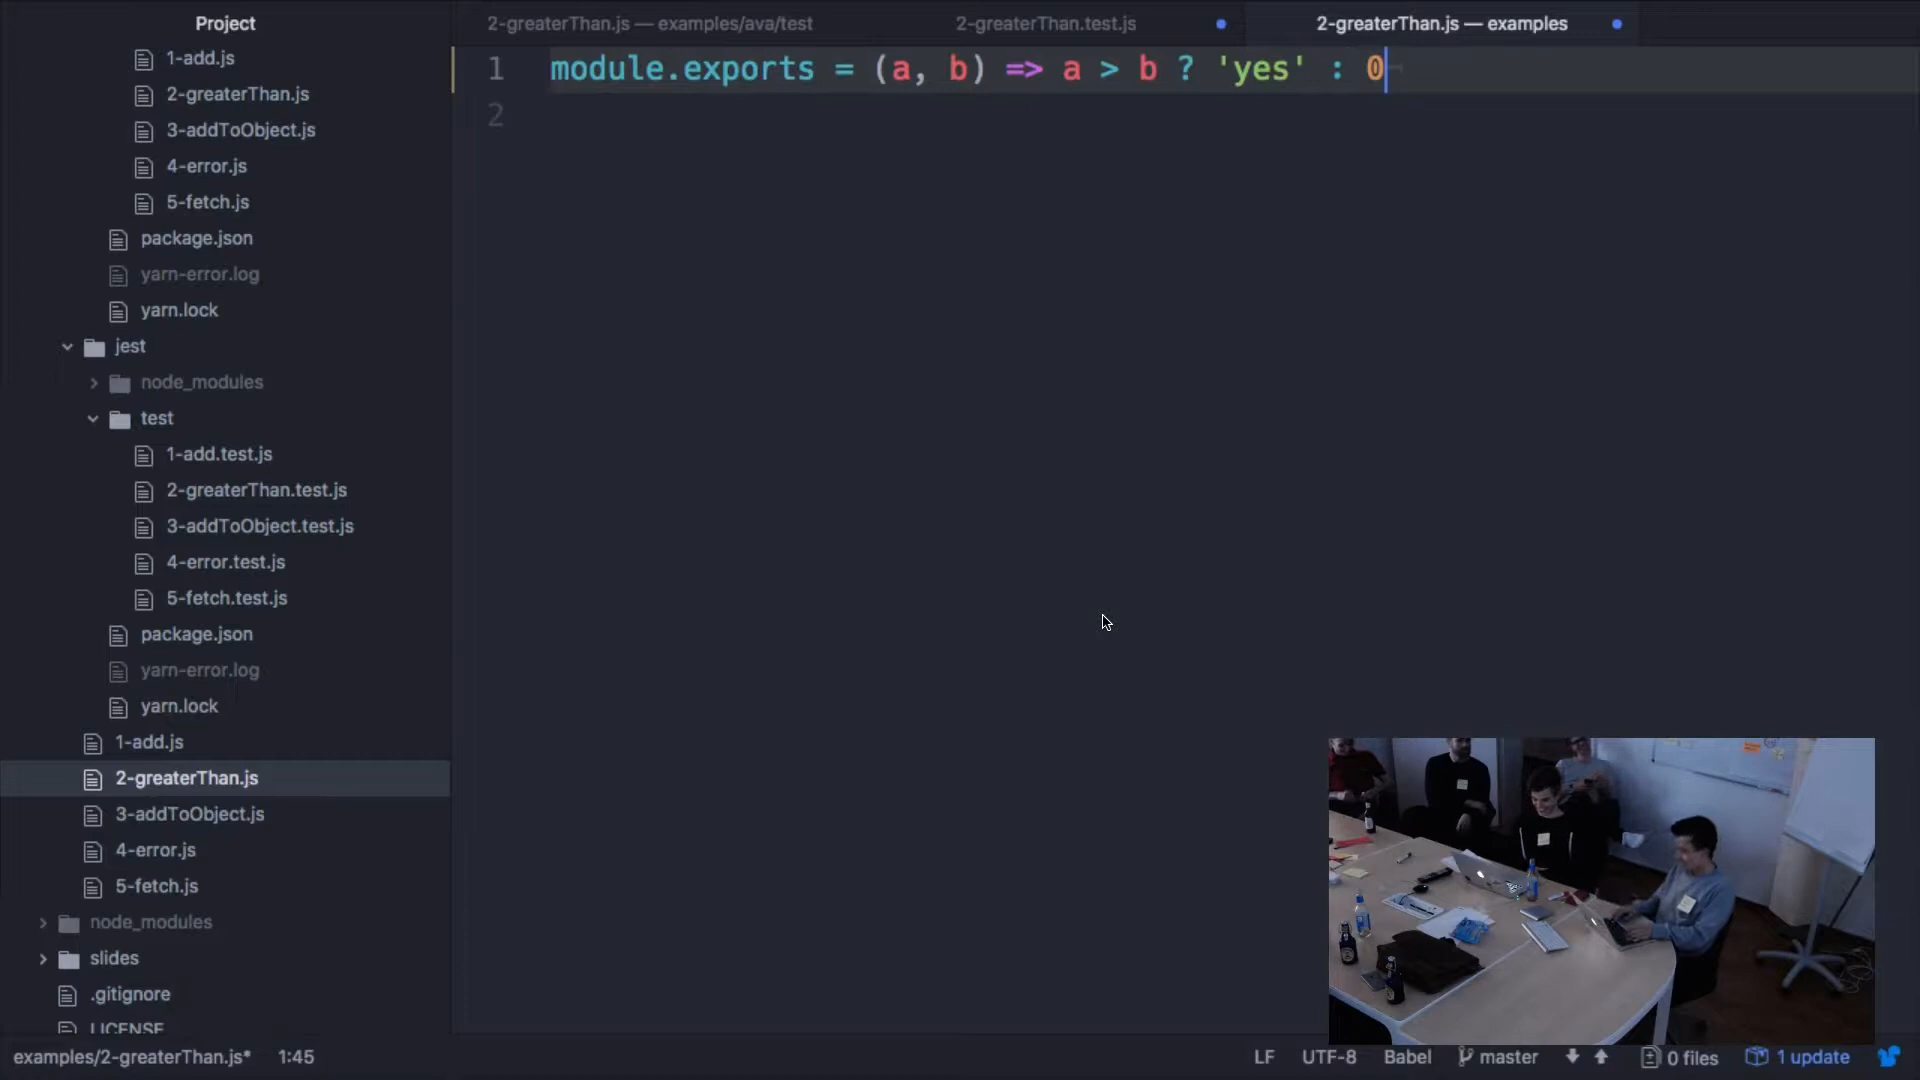 Project
1-add.js
2-greaterThan.js
3-addToObject.js
4-error.js
5-fetch.js
package.json
yarn-error.log
yarn.lock
jest
node_modules
test
1-add.test.js
2-greaterThan.test.js
3-addToObject.test.js
4-error.test.js
5-fetch.test.js
package.json
yarn-error.log
yarn.lock
1-add.js
2-greaterThan.js
3-addToObject.js
4-error.js
5-fetch.js
node_modules
slides
.gitignore
LICENSE
2-greaterThan.js — examples/ava/test
2-greaterThan.test.js
2-greaterThan.js — examples
1 module.exports = (a, b) => a > b ? 'yes' : 0
2
examples/2-greaterThan.js* 1:45
LF UTF-8 Babel master 0 files 1 update